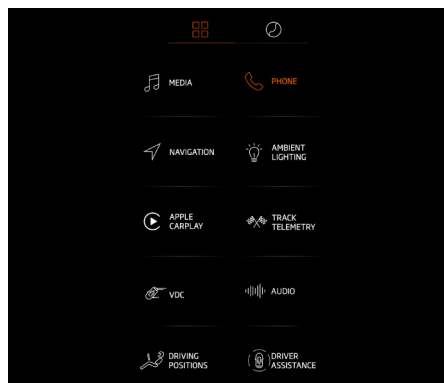 MEDIA
PHONE
NAVIGATION
AMBIENT
LIGHTING
APPLE
CARPLAY
TRACK
TELEMETRY
VDC
AUDIO
DRIVING
POSITIONS
DRIVER
ASSISTANCE